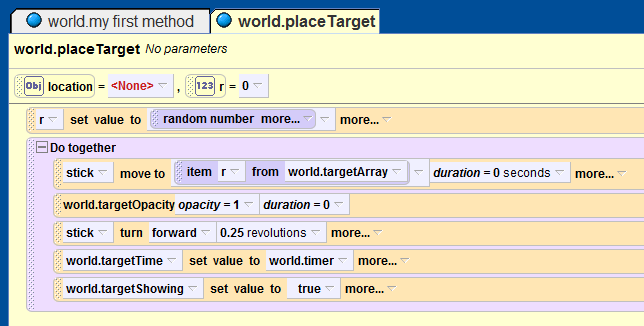 world.my first method world.placeTarget
world.placeTarget No parameters
Obj location = <None> , 123 r = 0
r set value to random number more... more...
Do together
stick move to item r from world.targetArray duration = 0 seconds more...
world.targetOpacity opacity = 1 duration = 0
stick turn forward 0.25 revolutions more...
world.targetTime set value to world.timer more...
world.targetShowing set value to true more...